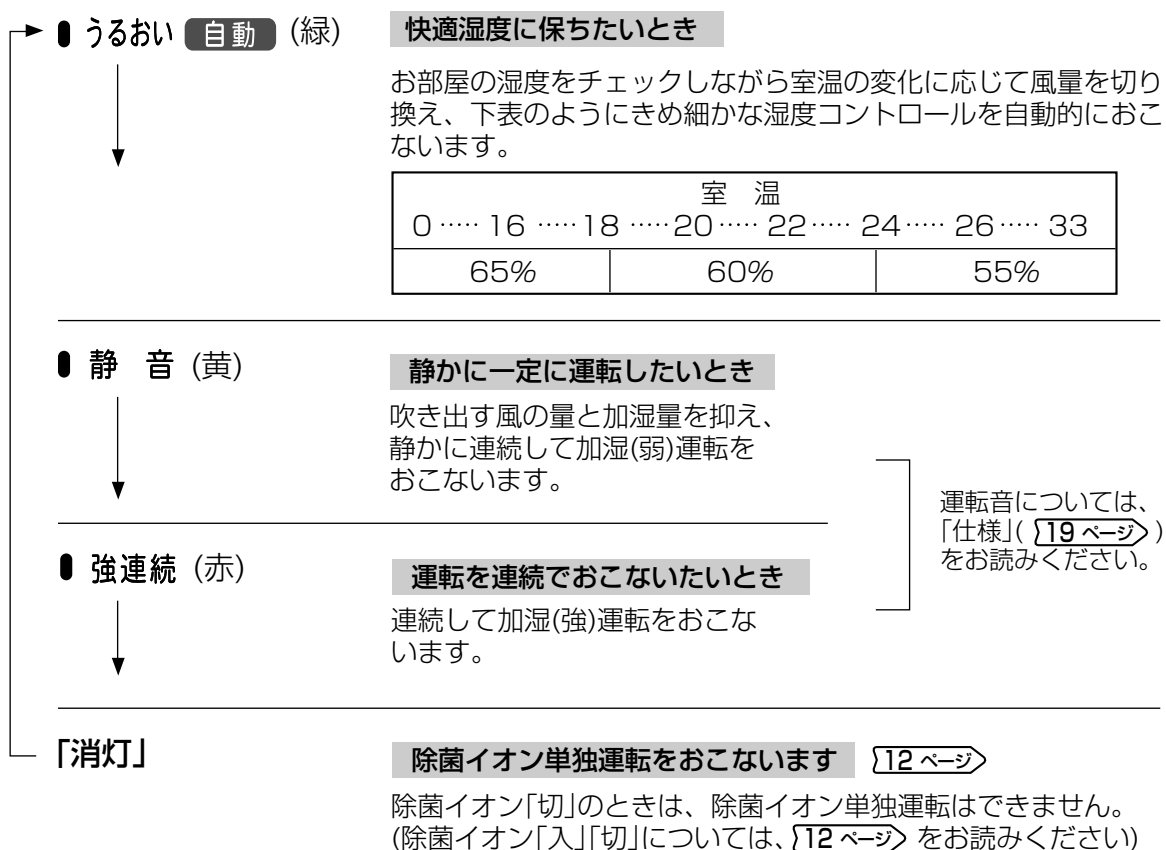 うるおい 自動 (緑)
快適湿度に保ちたいとき
お部屋の湿度をチェックしながら室温の変化に応じて風量を切り
換え、下表のようにきめ細かな湿度コントロールを自動的におこ
ないます。
室 温
0 ····· 16 ·····18 ·····20····· 22····· 24····· 26····· 33
65% 60% 55%
静 音 (黄)
静かに一定に運転したいとき
吹き出す風の量と加湿量を抑え、
静かに連続して加湿(弱)運転を
おこないます。
強連続 (赤)
運転を連続でおこないたいとき
連続して加湿(強)運転をおこな
います。
運転音については、
「仕様」( 19 ページ )
をお読みください。
「消灯」
除菌イオン単独運転をおこないます 12 ページ
除菌イオン「切」のときは、除菌イオン単独運転はできません。
(除菌イオン「入」「切」については、12 ページ をお読みください)